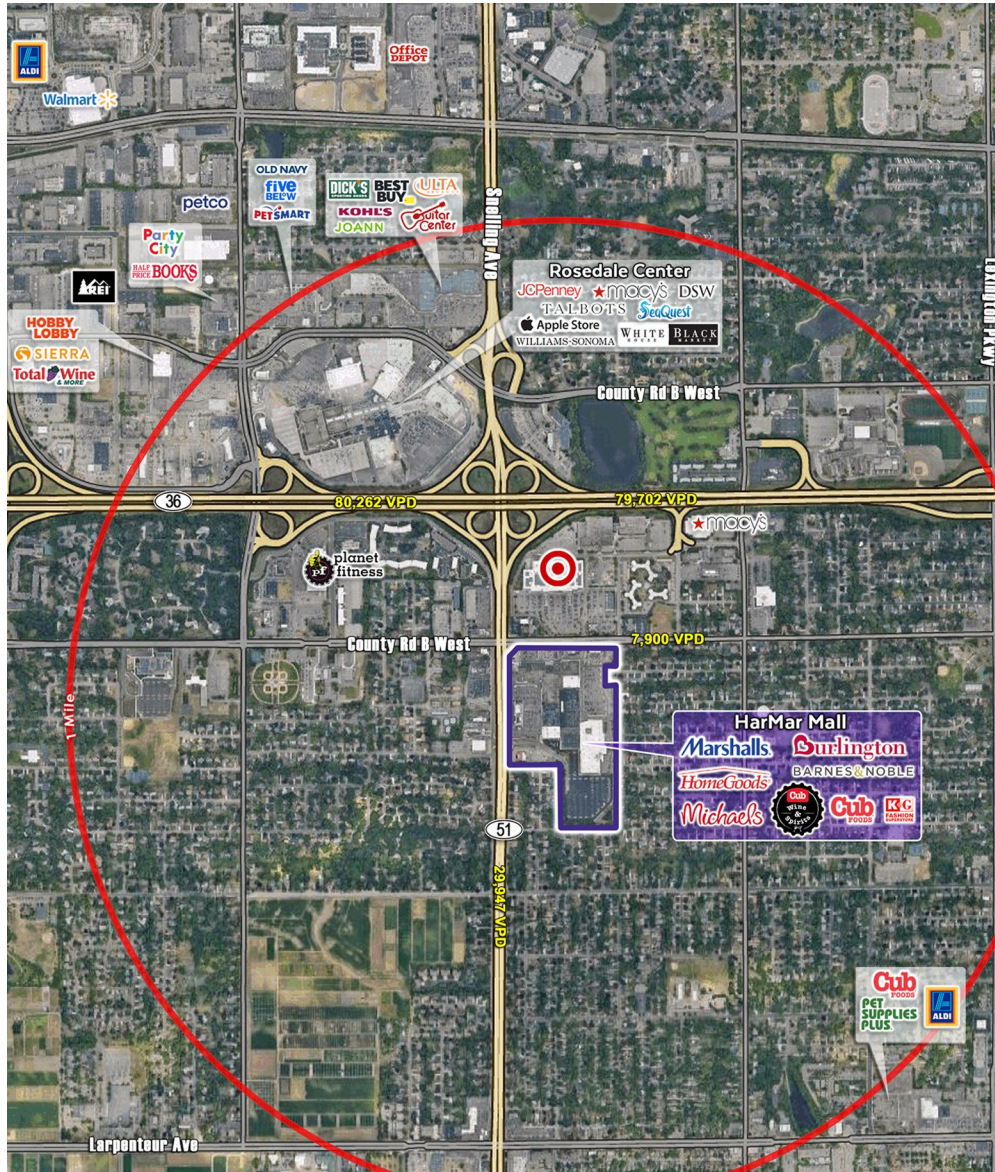 ALDI
Walmart
Office DEPOT
petco
OLD NAVY
five BELOW
PETSMART
DICK'S SPORTING GOODS
BEST BUY
ULTA
KOHL'S
Guitar Center
JOANN
Snelling Ave
Party City
HALF PRICE BOOKS
REI
HOBBY LOBBY
SIERRA
Total Wine & MORE
Rosedale Center
JCPenney
macy's
DSW
TALBOTS
SeaQuest
Apple Store
WHITE HOUSE BLACK MARKET
WILLIAMS-SONOMA
Lexington Pkwy
County Rd B West
36
80,262 VPD
79,702 VPD
macy's
PF
planet fitness
County Rd B West
7,900 VPD
1 Mile
HarMar Mall
Marshalls
Burlington
HomeGoods
BARNES & NOBLE
Michaels
Cub Wine & Spirits
Cub FOODS
K&G FASHION SUPERSTORE
51
29,947 VPD
Cub FOODS
PET SUPPLIES PLUS
ALDI
Larpenteur Ave